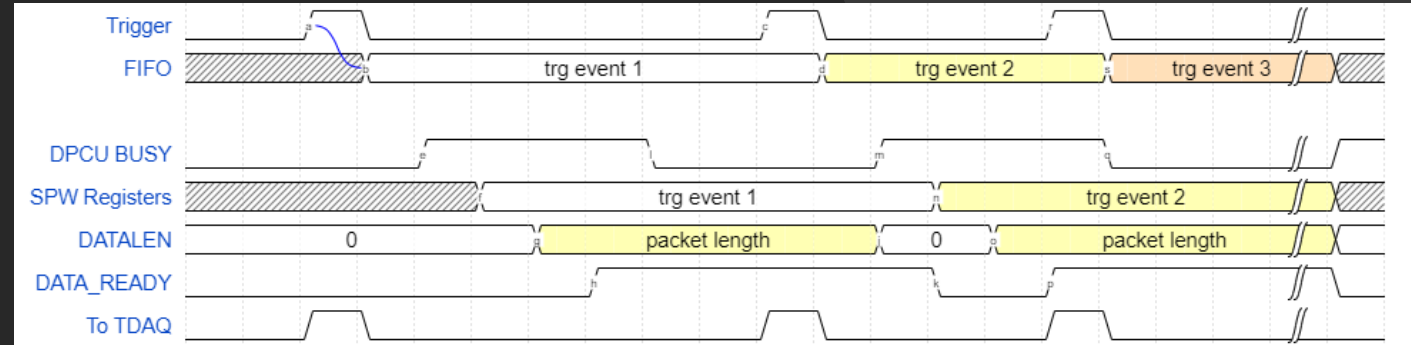 Trigger a c r
FIFO b trg event 1 d trg event 2 s trg event 3
DPCU BUSY e l m q
SPW Registers f trg event 1 n trg event 2
DATALEN 0 g packet length j 0 o packet length
DATA_READY h k p
To TDAQ